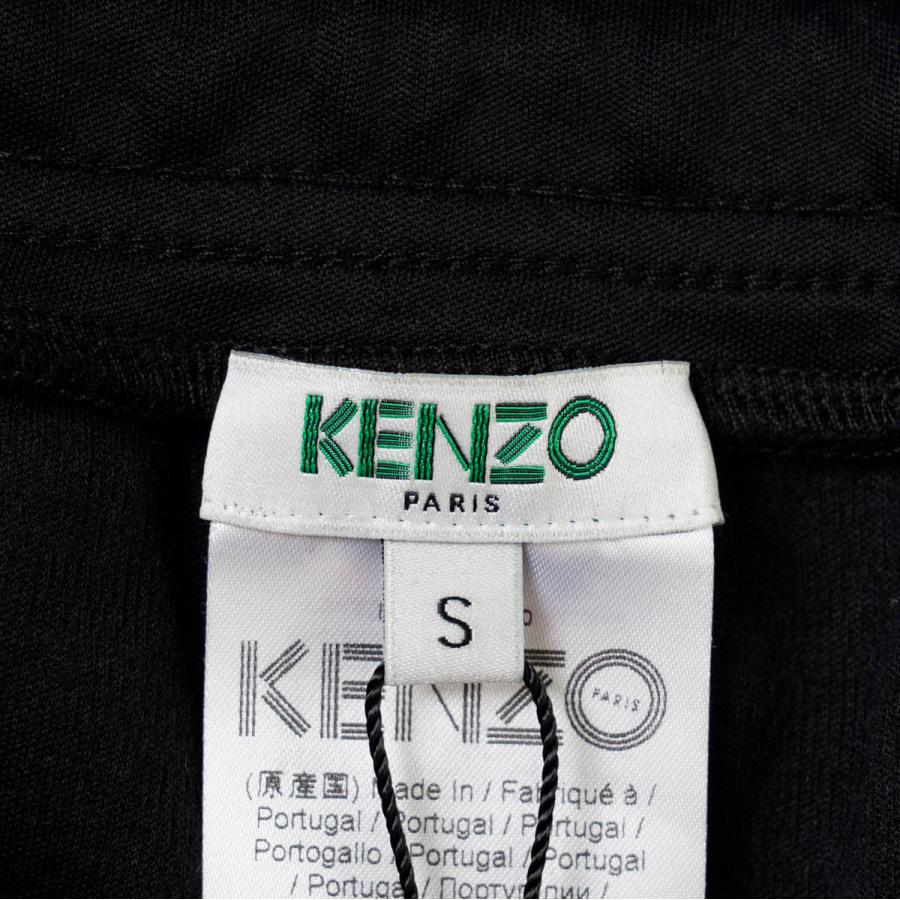 KENZO
PARIS
S
KENZO
PARIS
(原産国) Made in / Fabriqué à /
Portugal / Portugal / Portugal /
Portogallo / Portugal / Portugal
/ Portugal / Португалии /